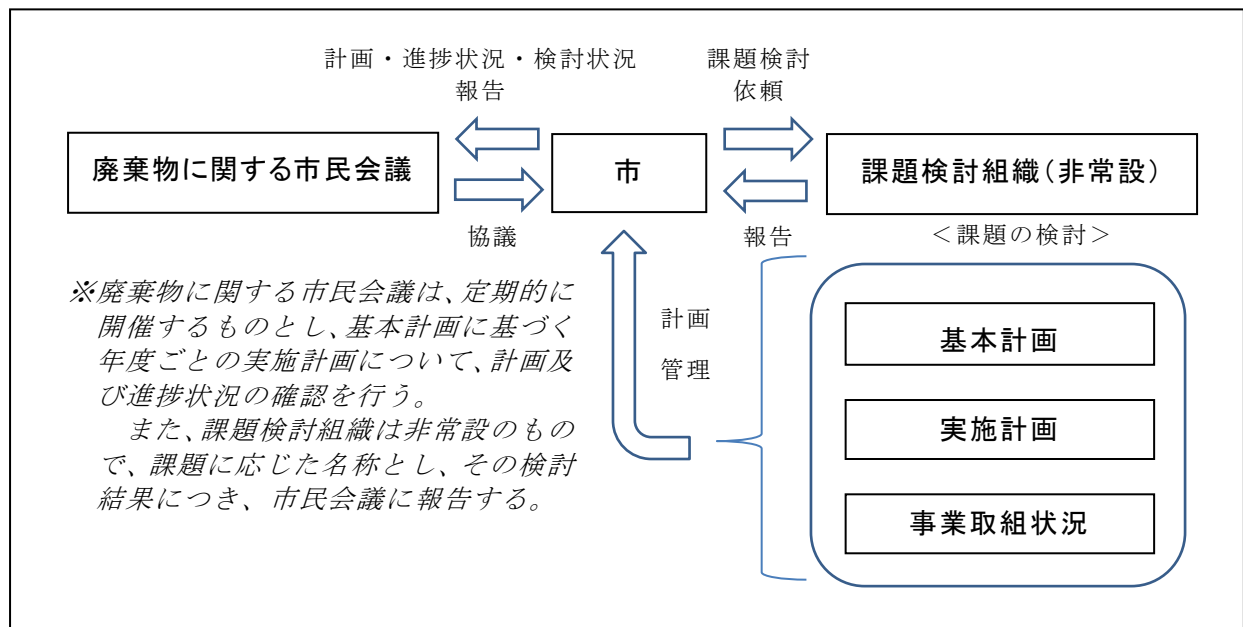 計画・進捗状況・検討状況
報告
課題検討
依頼
廃棄物に関する市民会議
市
課題検討組織（非常設）
協議
報告
＜課題の検討＞
※廃棄物に関する市民会議は、定期的に
開催するものとし、基本計画に基づく
年度ごとの実施計画について、計画及
び進捗状況の確認を行う。
また、課題検討組織は非常設のもの
で、課題に応じた名称とし、その検討
結果につき、市民会議に報告する。
計画
管理
基本計画
実施計画
事業取組状況